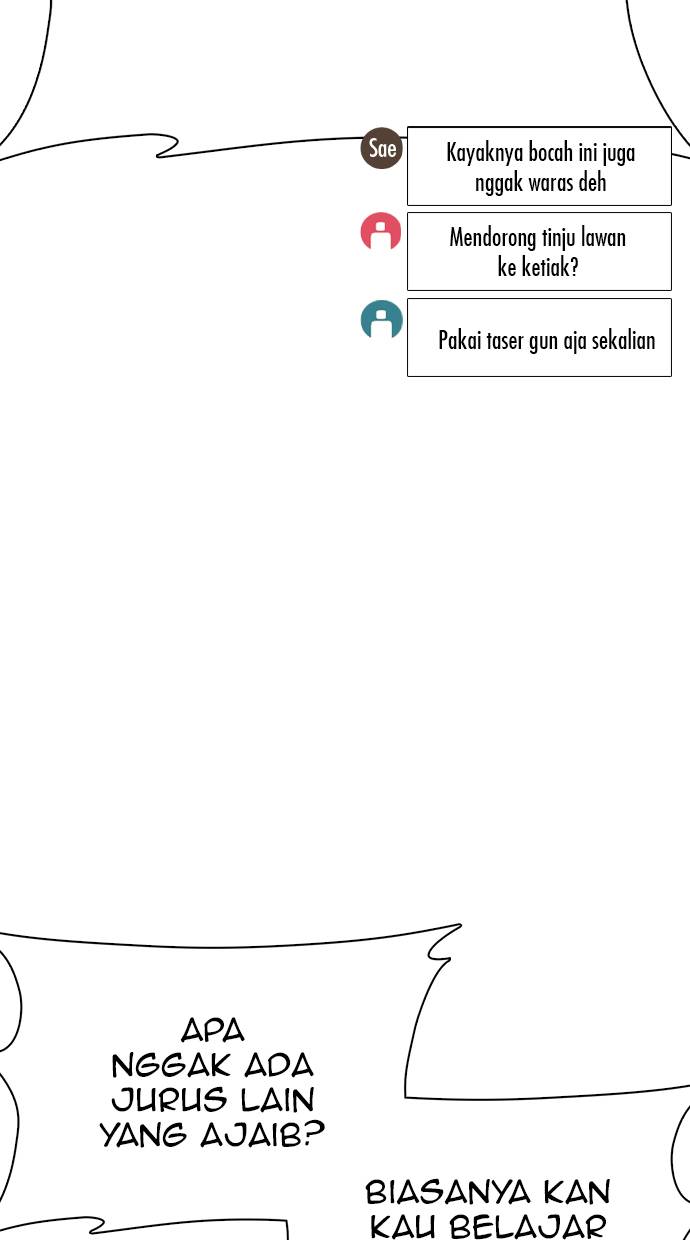 Sae
Kayaknya bocah ini juga
nggak waras deh
Mendorong tinju lawan
ke ketiak?
Pakai taser gun aja sekalian
APA
NGGAK ADA
JURUS LAIN
YANG AJAIB?
BIASANYA KAN
KAU BELAJAR